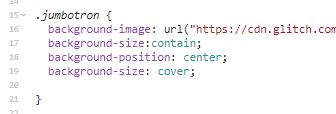 15 .jumbotron {
16 background-image: url("https://cdn.glitch.com
17 background-size:contain;
18 background-position: center;
19 background-size: cover;
20
21 }